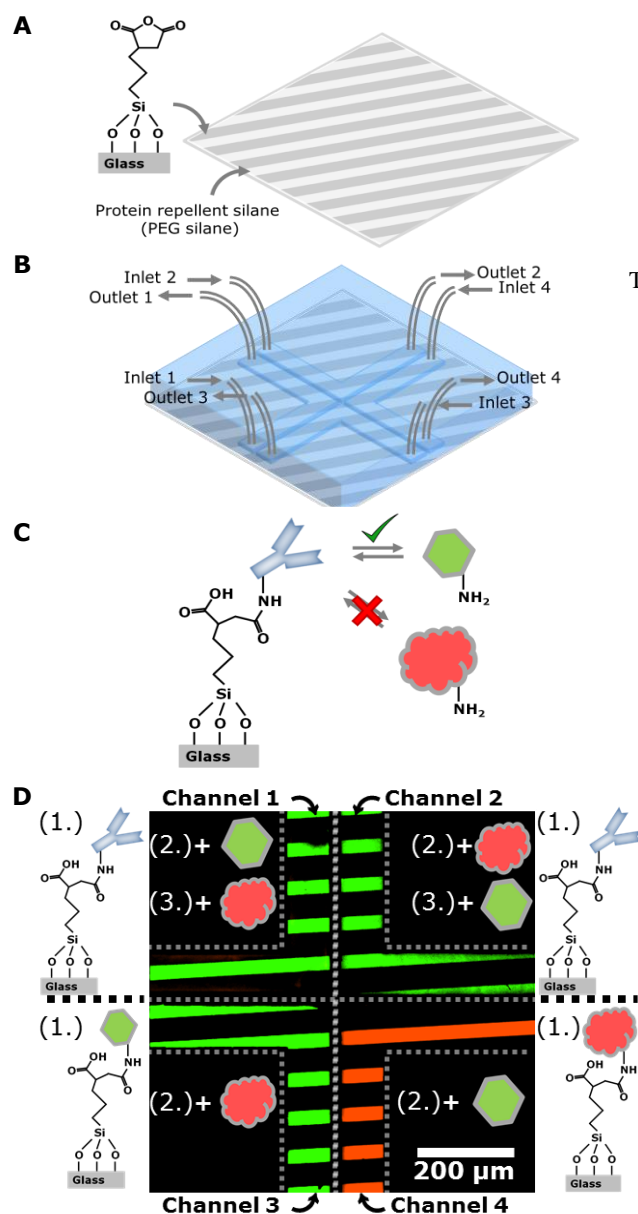 A
O
O
O
Si
O
O
O
Glass
Protein repellent silane
(PEG silane)
B
Inlet 2
Outlet 1
Outlet 2
Inlet 4
T
Inlet 1
Outlet 3
Outlet 4
Inlet 3
C
OH
O
NH
O
NH₂
NH₂
Si
O
O
O
Glass
D
Channel 1
Channel 2
(1.)
(2.)+
(3.)+
(2.)+
(3.)+
(1.)
OH
O
NH
O
Si
O
O
O
Glass
OH
O
NH
O
Si
O
O
O
Glass
(1.)
(2.)+
(2.)+
(1.)
OH
O
NH
O
Si
O
O
O
Glass
OH
O
NH
O
Si
O
O
O
Glass
200 µm
Channel 3
Channel 4